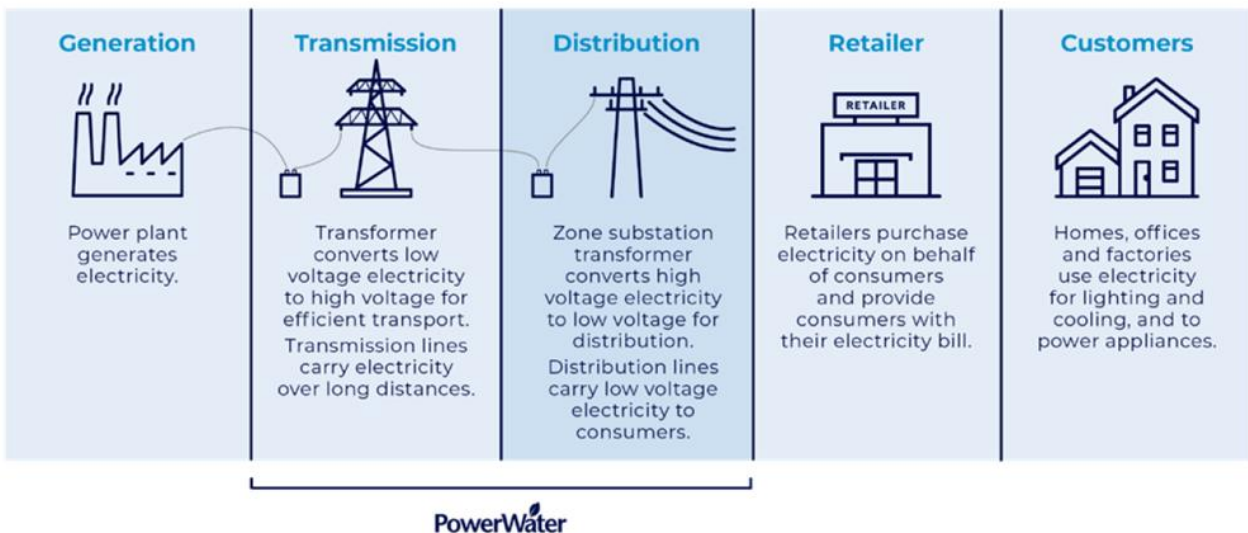 Generation
Power plant
generates
electricity.
Transmission
Transformer
converts low
voltage electricity
to high voltage for
efficient transport.
Transmission lines
carry electricity
over long distances.
Distribution
Zone substation
transformer
converts high
voltage electricity
to low voltage for
distribution.
Distribution lines
carry low voltage
electricity to
consumers.
Retailer
RETAILER
Retailers purchase
electricity on behalf
of consumers
and provide
consumers with
their electricity bill.
Customers
Homes, offices
and factories
use electricity
for lighting and
cooling, and to
power appliances.
PowerWater